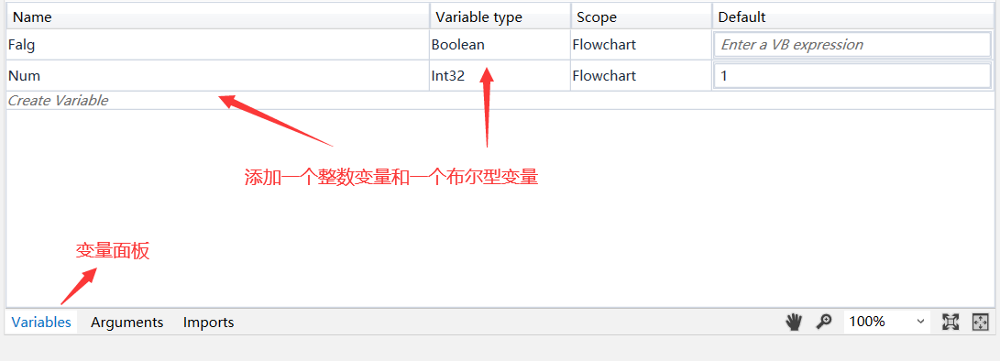 Name Variable type Scope Default
Falg Boolean Flowchart Enter a VB expression
Num Int32 Flowchart 1
Create Variable
添加一个整数变量和一个布尔型变量
变量面板
Variables Arguments Imports 100%